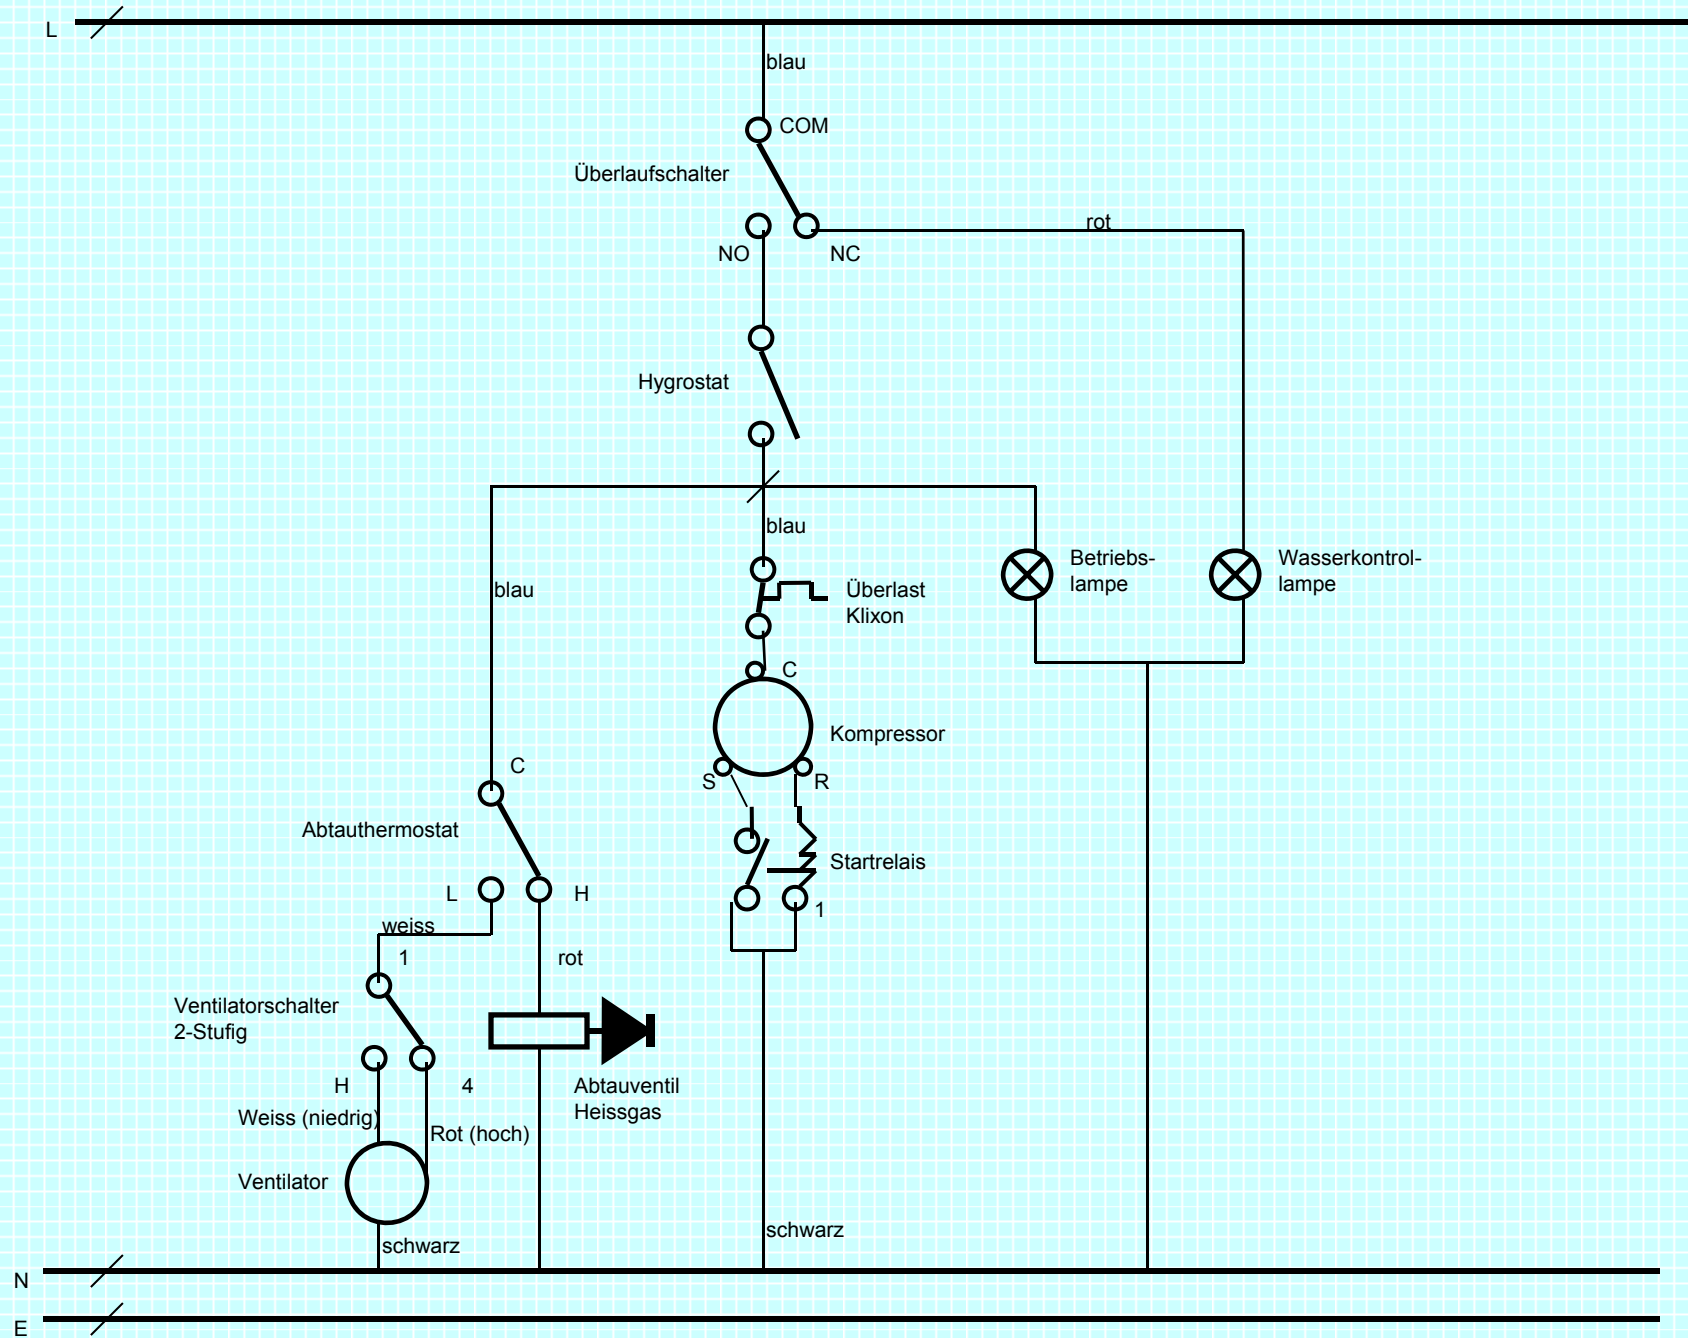 L
blau
COM
Überlaufschalter
rot
NO
NC
Hygrostat
blau
Betriebs-
lampe
Wasserkontrol-
lampe
blau
Überlast
Klixon
C
Kompressor
C
S
R
Abtauthermostat
Startrelais
L
H
1
weiss
1
rot
Ventilatorschalter
2-Stufig
H
4
Abtauventil
Heissgas
Weiss (niedrig)
Rot (hoch)
Ventilator
schwarz
schwarz
N
E